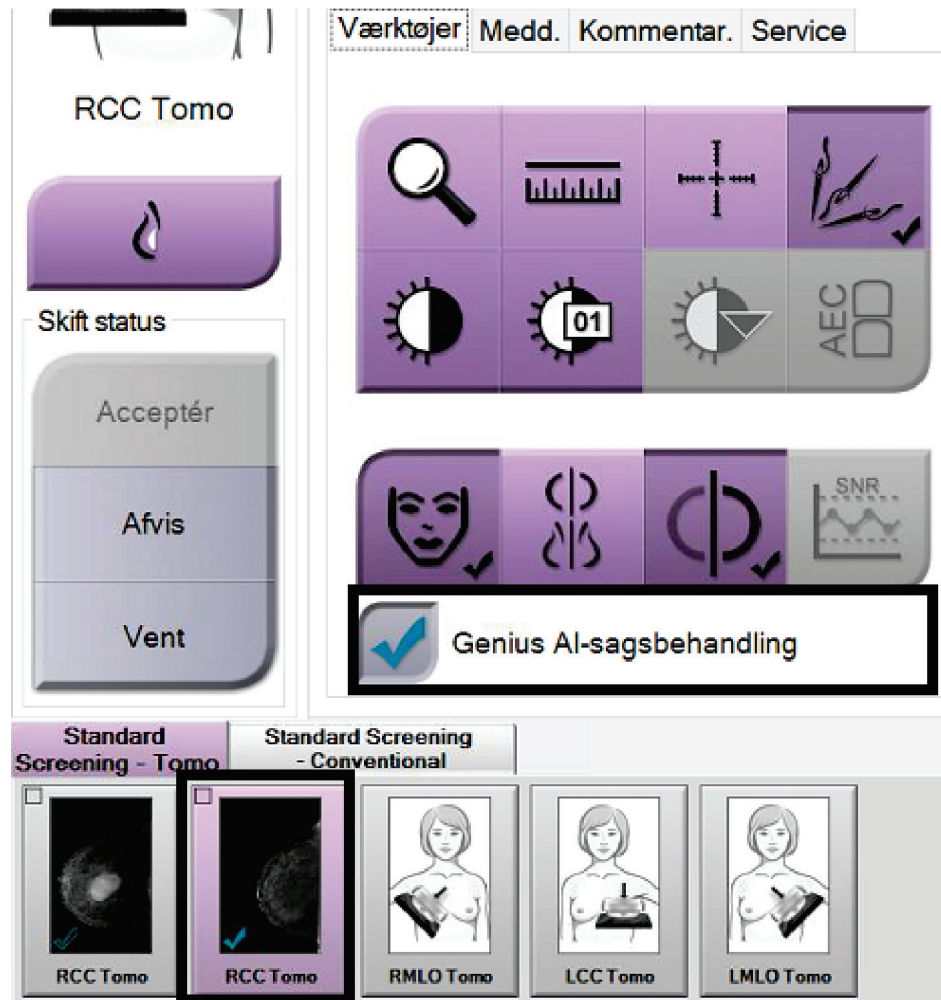 RCC Tomo
Skift status
Acceptér
Afvis
Vent
Værktøjer Medd. Kommentar. Service
01
AEC
SNR
Genius AI-sagsbehandling
Standard
Screening - Tomo
Standard Screening
- Conventional
RCC Tomo
RCC Tomo
RMLO Tomo
LCC Tomo
LMLO Tomo